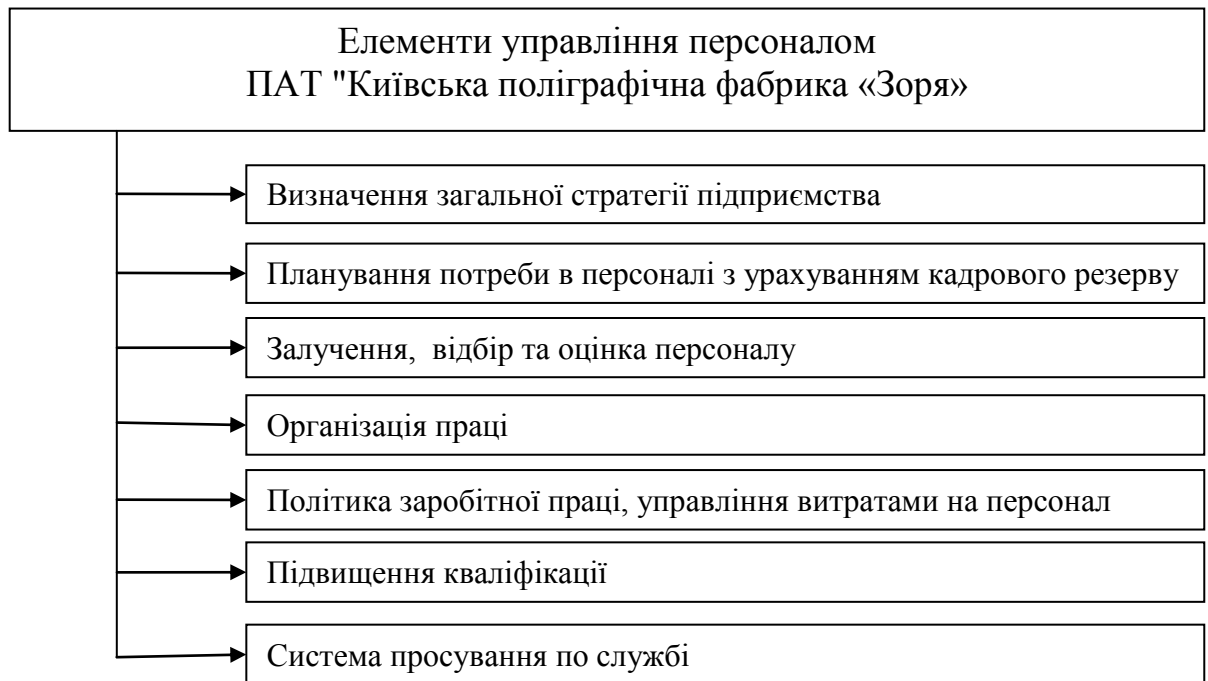 Елементи управління персоналом
ПАТ "Київська поліграфічна фабрика «Зоря»
Визначення загальної стратегії підприємства
Планування потреби в персоналі з урахуванням кадрового резерву
Залучення, відбір та оцінка персоналу
Організація праці
Політика заробітної праці, управління витратами на персонал
Підвищення кваліфікації
Система просування по службі